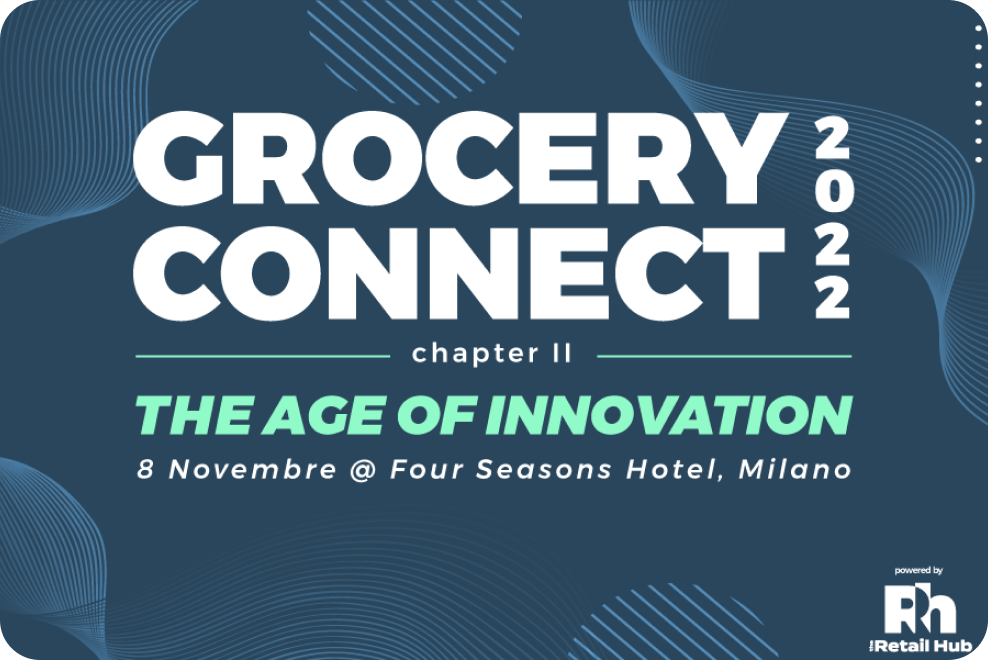 GROCERY
CONNECT
2022
chapter II
THE AGE OF INNOVATION
8 Novembre @ Four Seasons Hotel, Milano
powered by
Rh
the Retail Hub